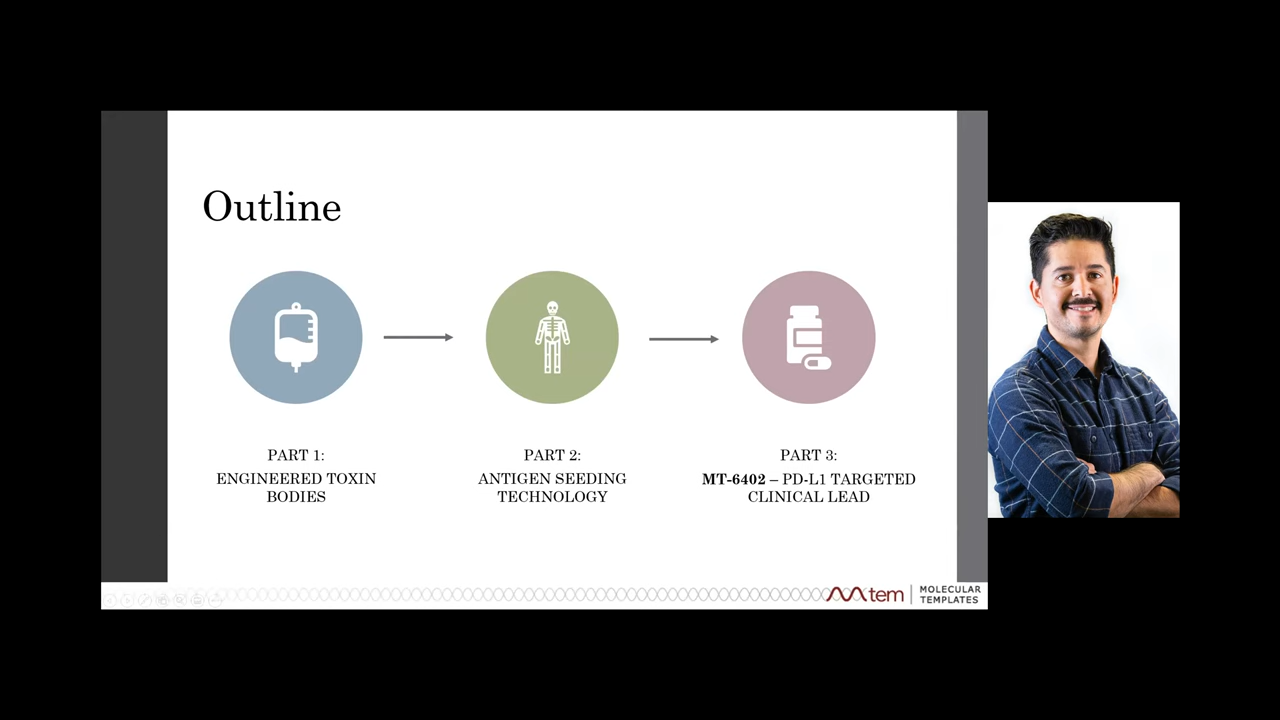 Outline
PART 1:
ENGINEERED TOXIN
BODIES
PART 2:
ANTIGEN SEEDING
TECHNOLOGY
PART 3:
MT-6402 – PD-L1 TARGETED
CLINICAL LEAD
mtem
MOLECULAR
TEMPLATES